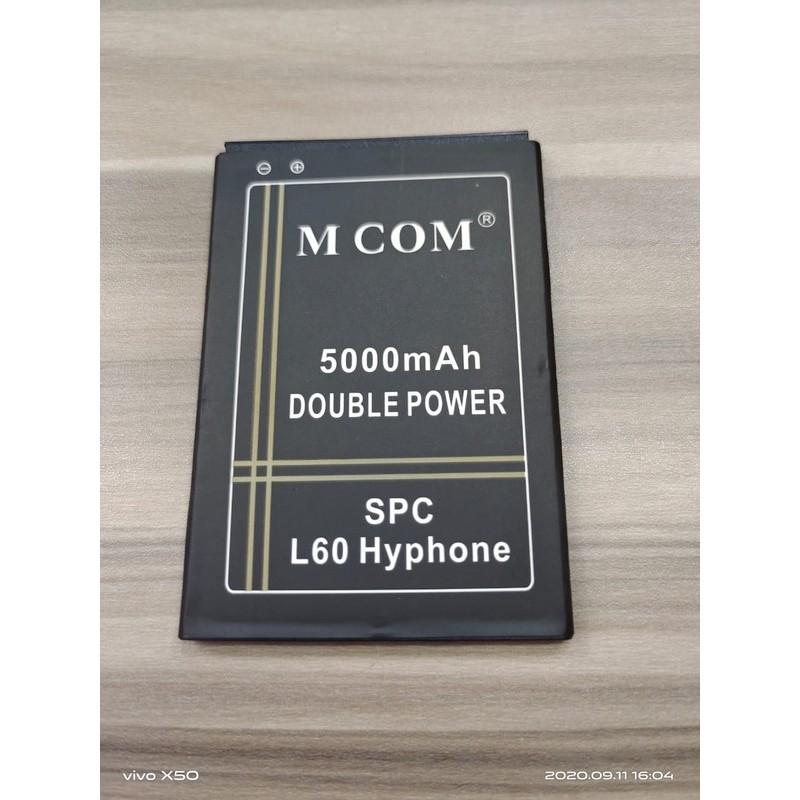 ⊖ ⊕
M COM®
5000mAh
DOUBLE POWER
SPC
L60 Hyphone
vivo X50
2020.09.11 16:04